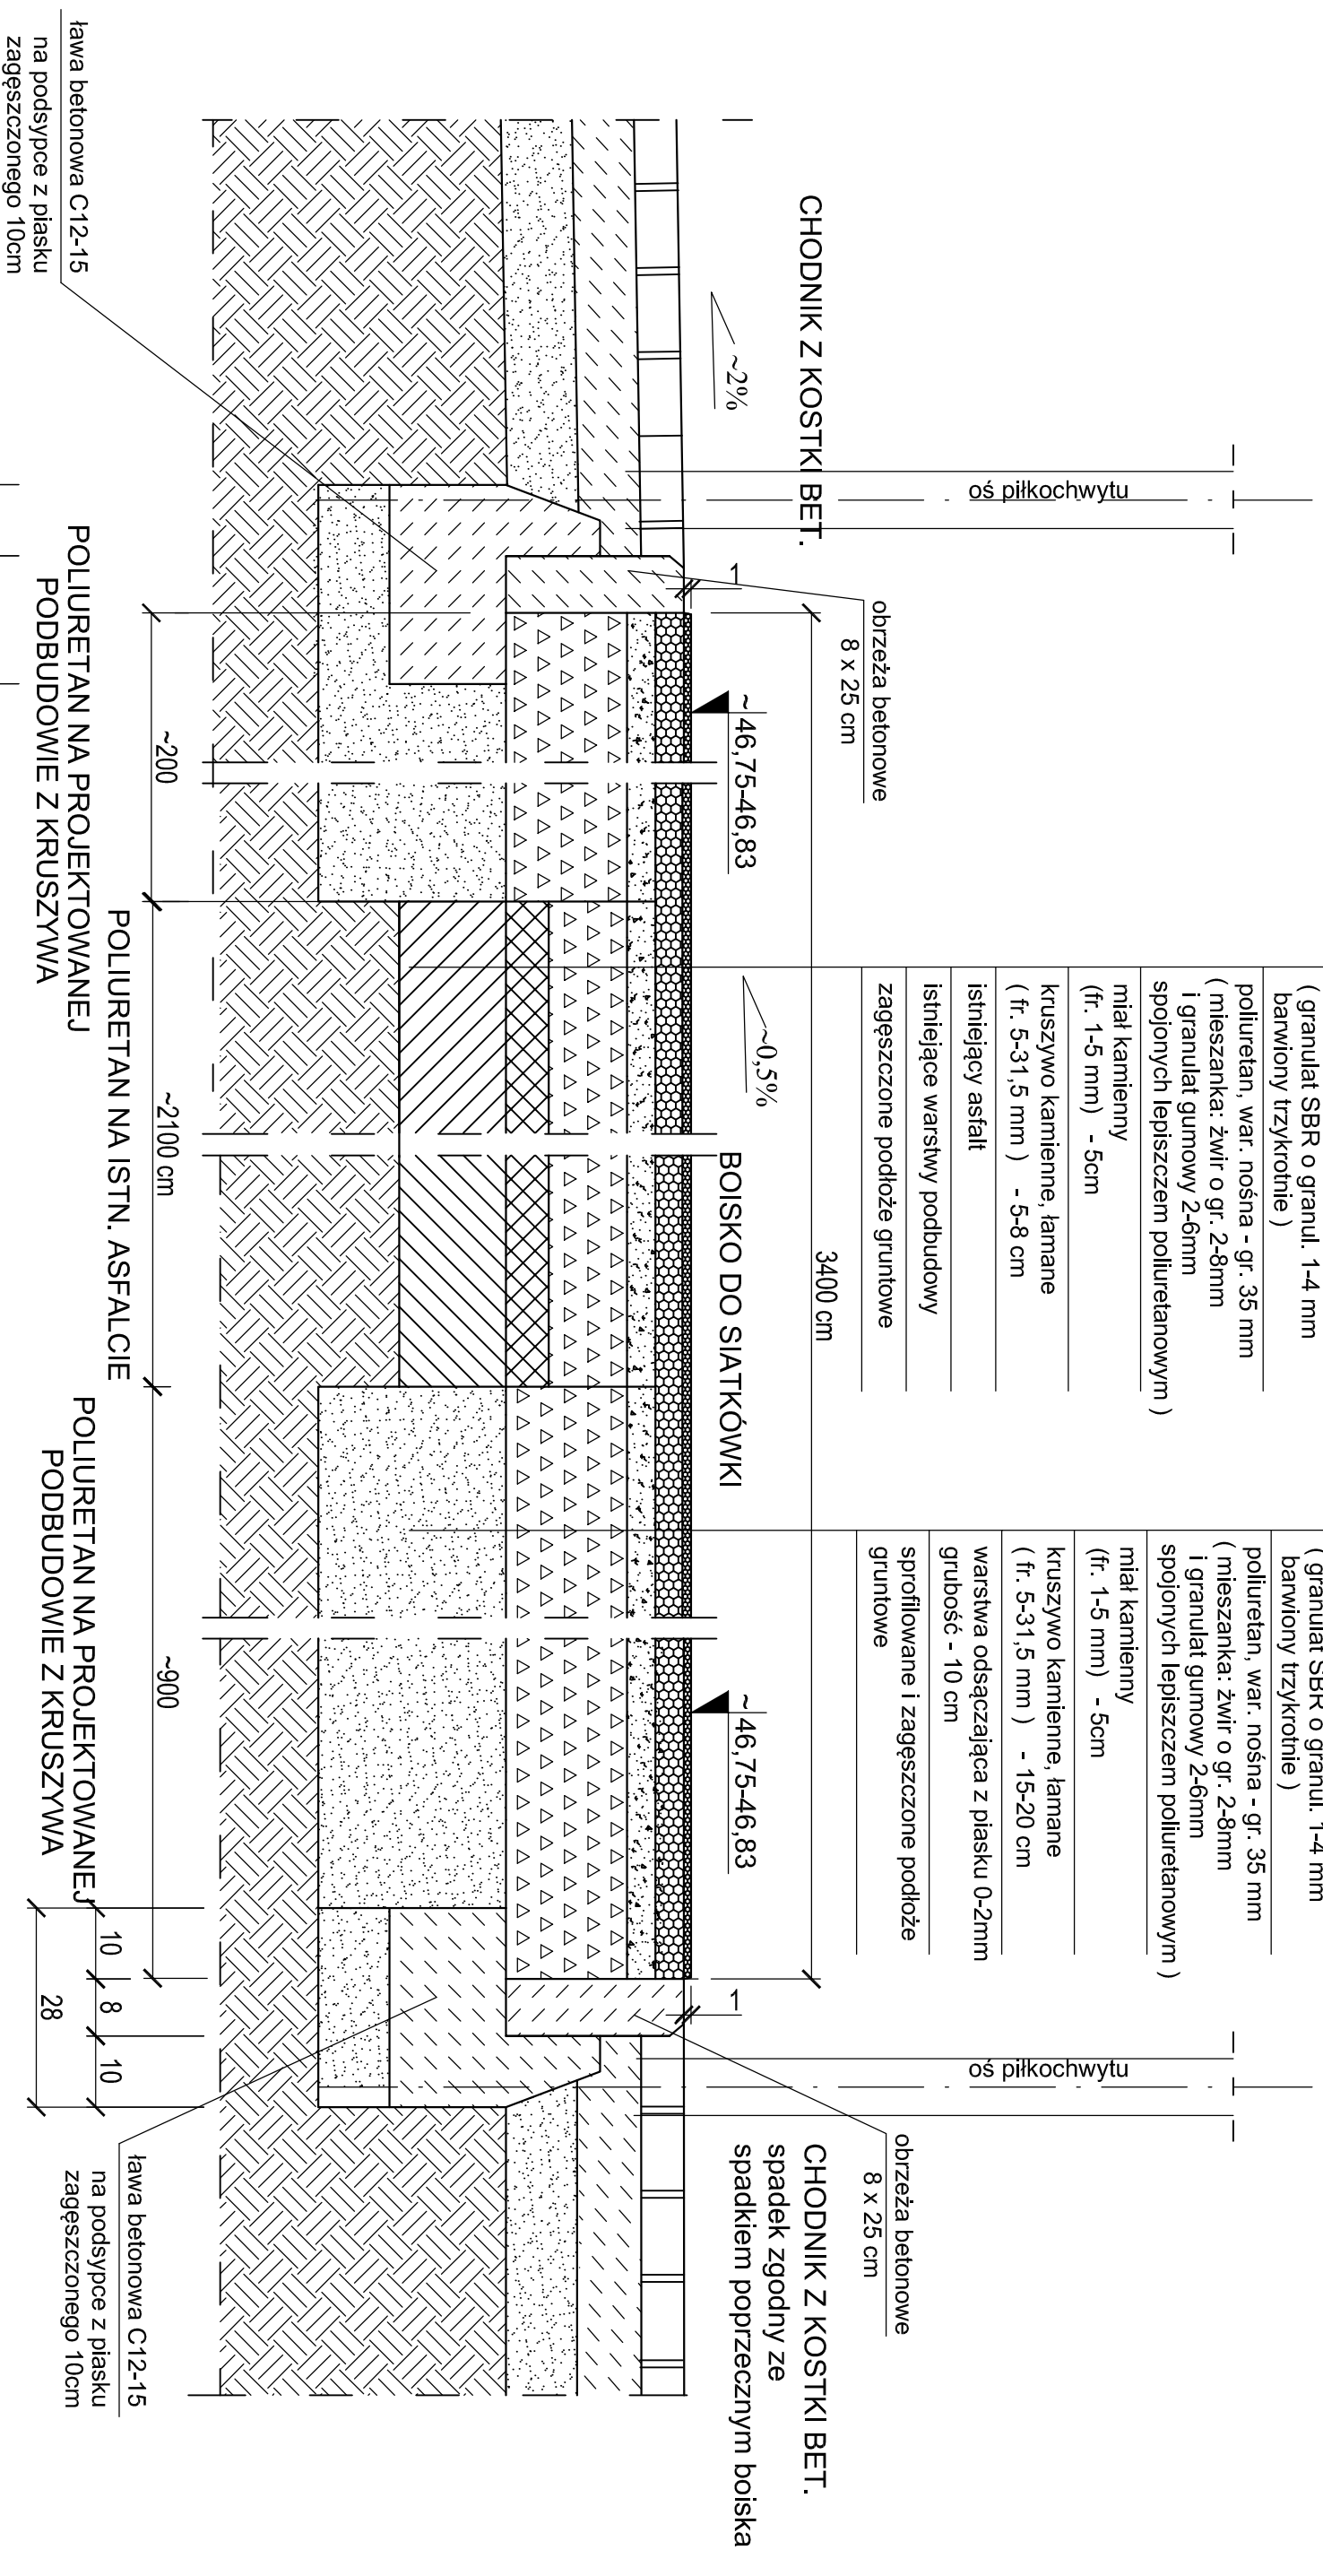 ( granulat SBR o granul. 1-4 mm
barwiony trzykrotnie )
poliuretan, war. nośna - gr. 35 mm
( mieszanka: żwir o gr. 2-8mm
i granulat gumowy 2-6mm
spojonych lepiszczem poliuretanowym )
miał kamienny
(fr. 1-5 mm) - 5cm
kruszywo kamienne, łamane
( fr. 5-31,5 mm ) - 5-8 cm
istniejący asfalt
istniejące warstwy podbudowy
zagęszczone podłoże gruntowe
( granulat SBR o granul. 1-4 mm
barwiony trzykrotnie )
poliuretan, war. nośna - gr. 35 mm
( mieszanka: żwir o gr. 2-8mm
i granulat gumowy 2-6mm
spojonych lepiszczem poliuretanowym )
miał kamienny
(fr. 1-5 mm) - 5cm
kruszywo kamienne, łamane
( fr. 5-31,5 mm ) - 15-20 cm
warstwa odsączająca z piasku 0-2mm
grubość - 10 cm
sprofilowane i zagęszczone podłoże
gruntowe
oś piłkochwytu
oś piłkochwytu
obrzeża betonowe
8 x 25 cm
obrzeża betonowe
8 x 25 cm
CHODNIK Z KOSTKI BET.
~2%
3400 cm
CHODNIK Z KOSTKI BET.
spadek zgodny ze
spadkiem poprzecznym boiska
1
~46,75-46,83
~0,5%
BOISKO DO SIATKÓWKI
~46,75-46,83
1
~200
~2100 cm
~900
10
8
10
28
POLIURETAN NA ISTN. ASFALCIE
POLIURETAN NA PROJEKTOWANEJ
PODBUDOWIE Z KRUSZYWA
POLIURETAN NA PROJEKTOWANEJ
PODBUDOWIE Z KRUSZYWA
ława betonowa C12-15
na podsypce z piasku
zagęszczonego 10cm
ława betonowa C12-15
na podsypce z piasku
zagęszczonego 10cm